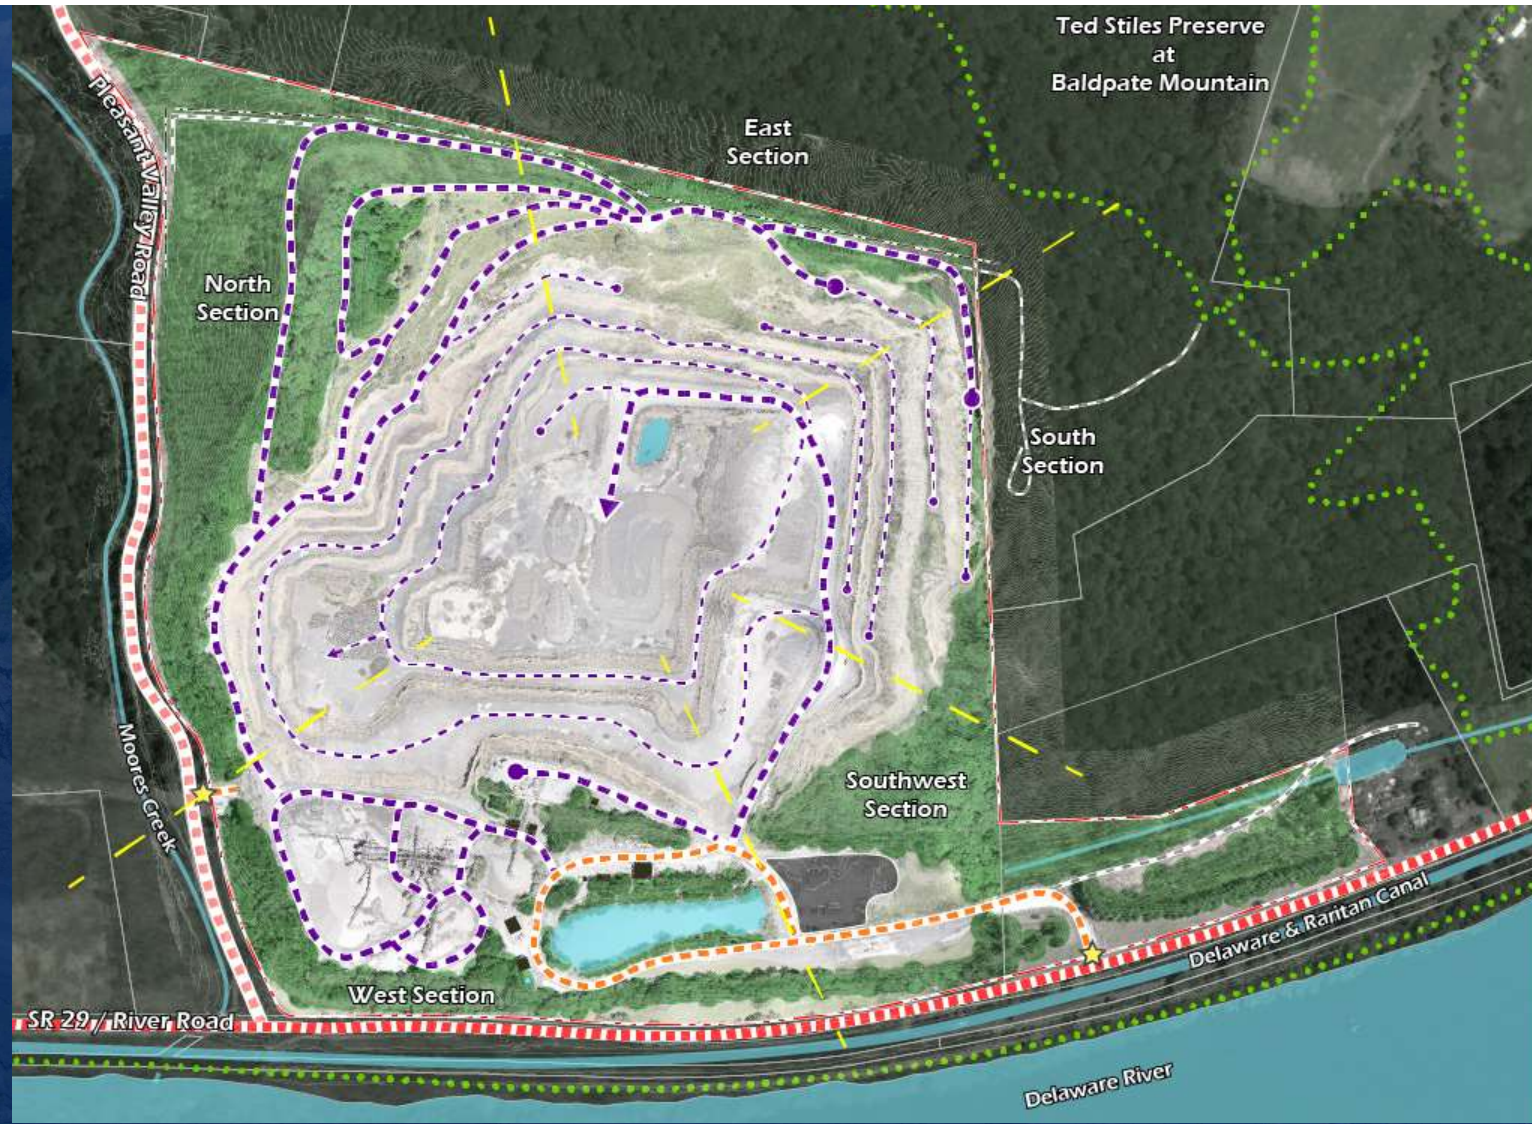 Ted Stiles Preserve
at
Baldpate Mountain
East
Section
Pleasant Valley Road
North
Section
South
Section
Moores Creek
Southwest
Section
West Section
SR 29 / River Road
Delaware & Raritan Canal
Delaware River